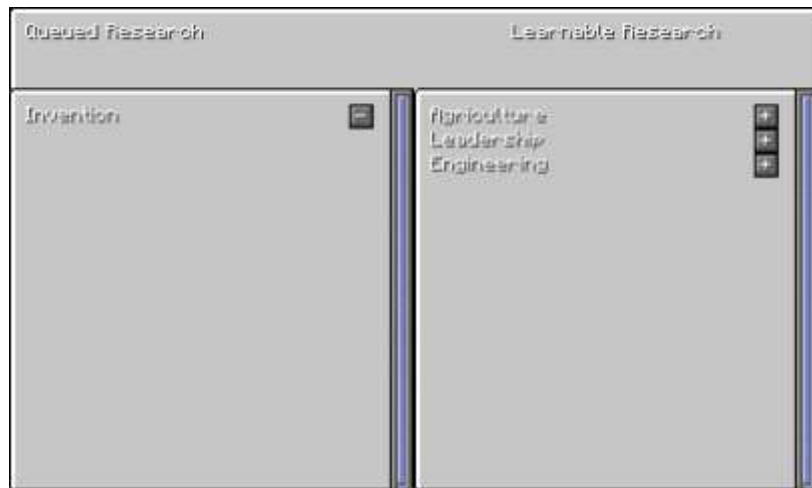 Queued Research
Learnable Research
Invention
Agriculture
Leadership
Engineering